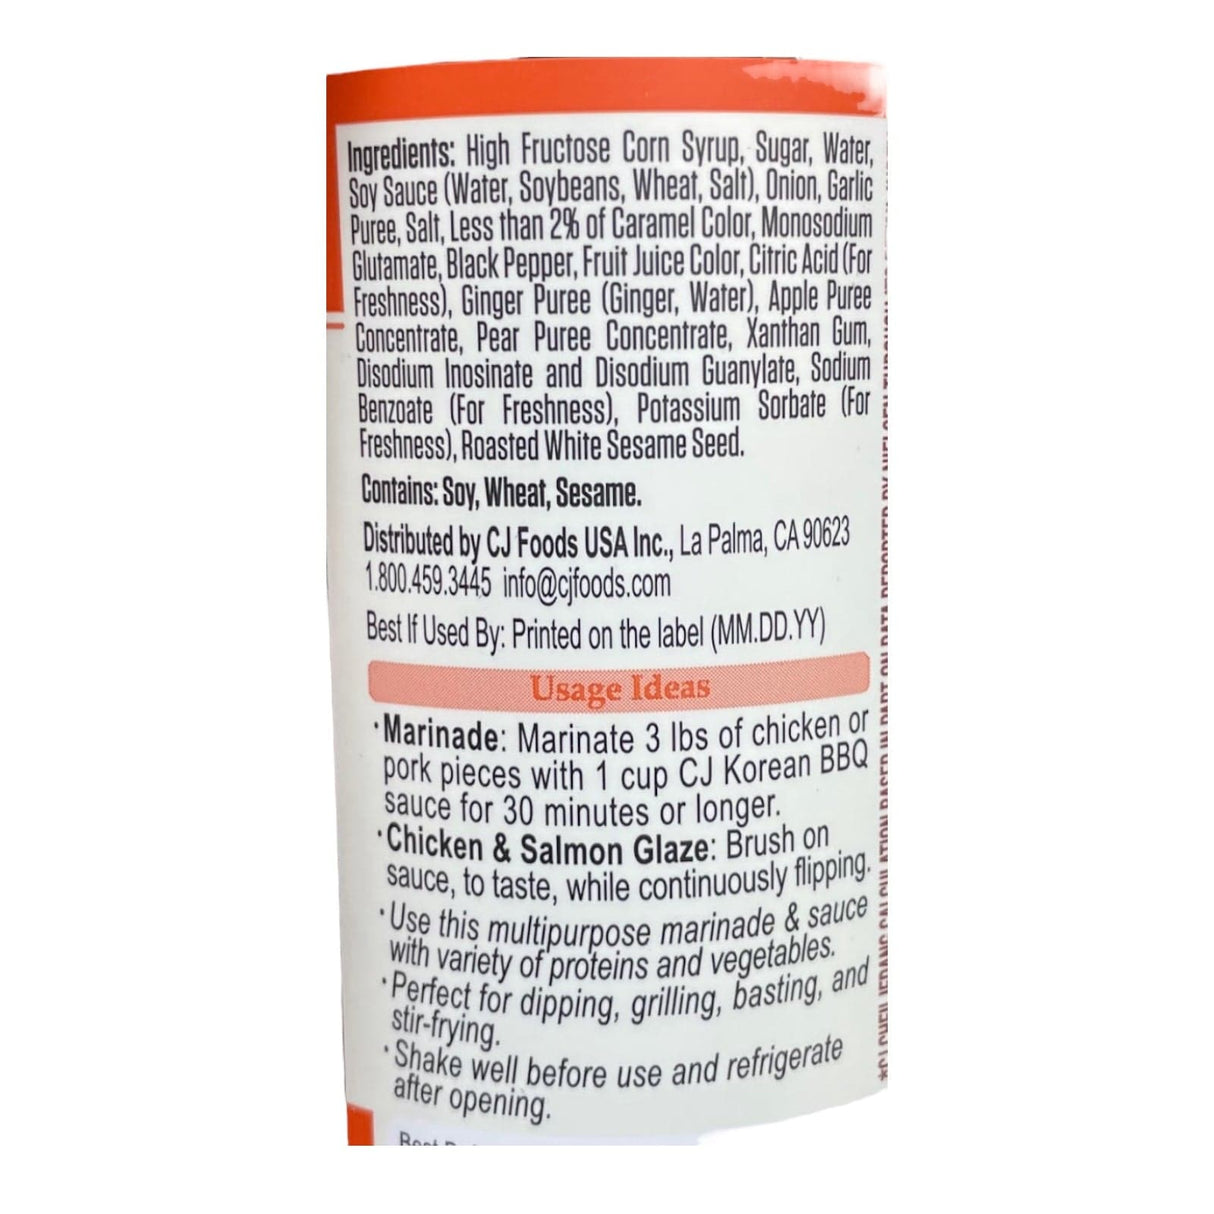 Ingredients: High Fructose Corn Syrup, Sugar, Water,
Soy Sauce (Water, Soybeans, Wheat, Salt), Onion, Garlic
Puree, Salt, Less than 2% of Caramel Color, Monosodium
Glutamate, Black Pepper, Fruit Juice Color, Citric Acid (For
Freshness), Ginger Puree (Ginger, Water), Apple Puree
Concentrate, Pear Puree Concentrate, Xanthan Gum,
Disodium Inosinate and Disodium Guanylate, Sodium
Benzoate (For Freshness), Potassium Sorbate (For
Freshness), Roasted White Sesame Seed.
Contains: Soy, Wheat, Sesame.
Distributed by CJ Foods USA Inc., La Palma, CA 90623
1.800.459.3445 info@cjfoods.com
Best If Used By: Printed on the label (MM.DD.YY)
Usage Ideas
·Marinade: Marinate 3 lbs of chicken or
pork pieces with 1 cup CJ Korean BBQ
sauce for 30 minutes or longer.
·Chicken & Salmon Glaze: Brush on
sauce, to taste, while continuously flipping.
·Use this multipurpose marinade & sauce
with variety of proteins and vegetables.
·Perfect for dipping, grilling, basting, and
stir-frying.
·Shake well before use and refrigerate
after opening.